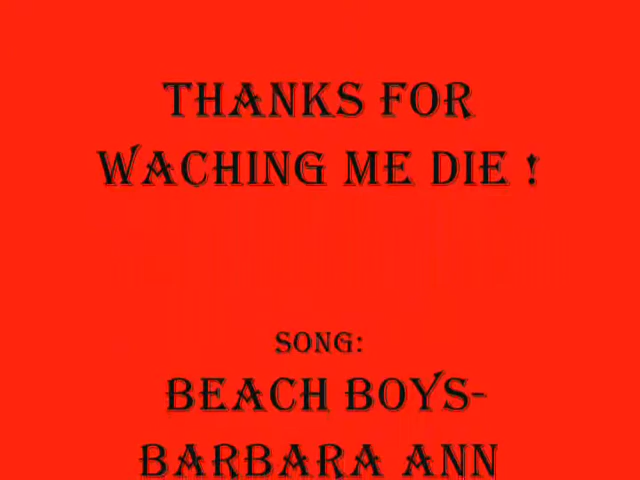 THANKS FOR
WACHING ME DIE !
SONG:
BEACH BOYS-
BARBARA ANN